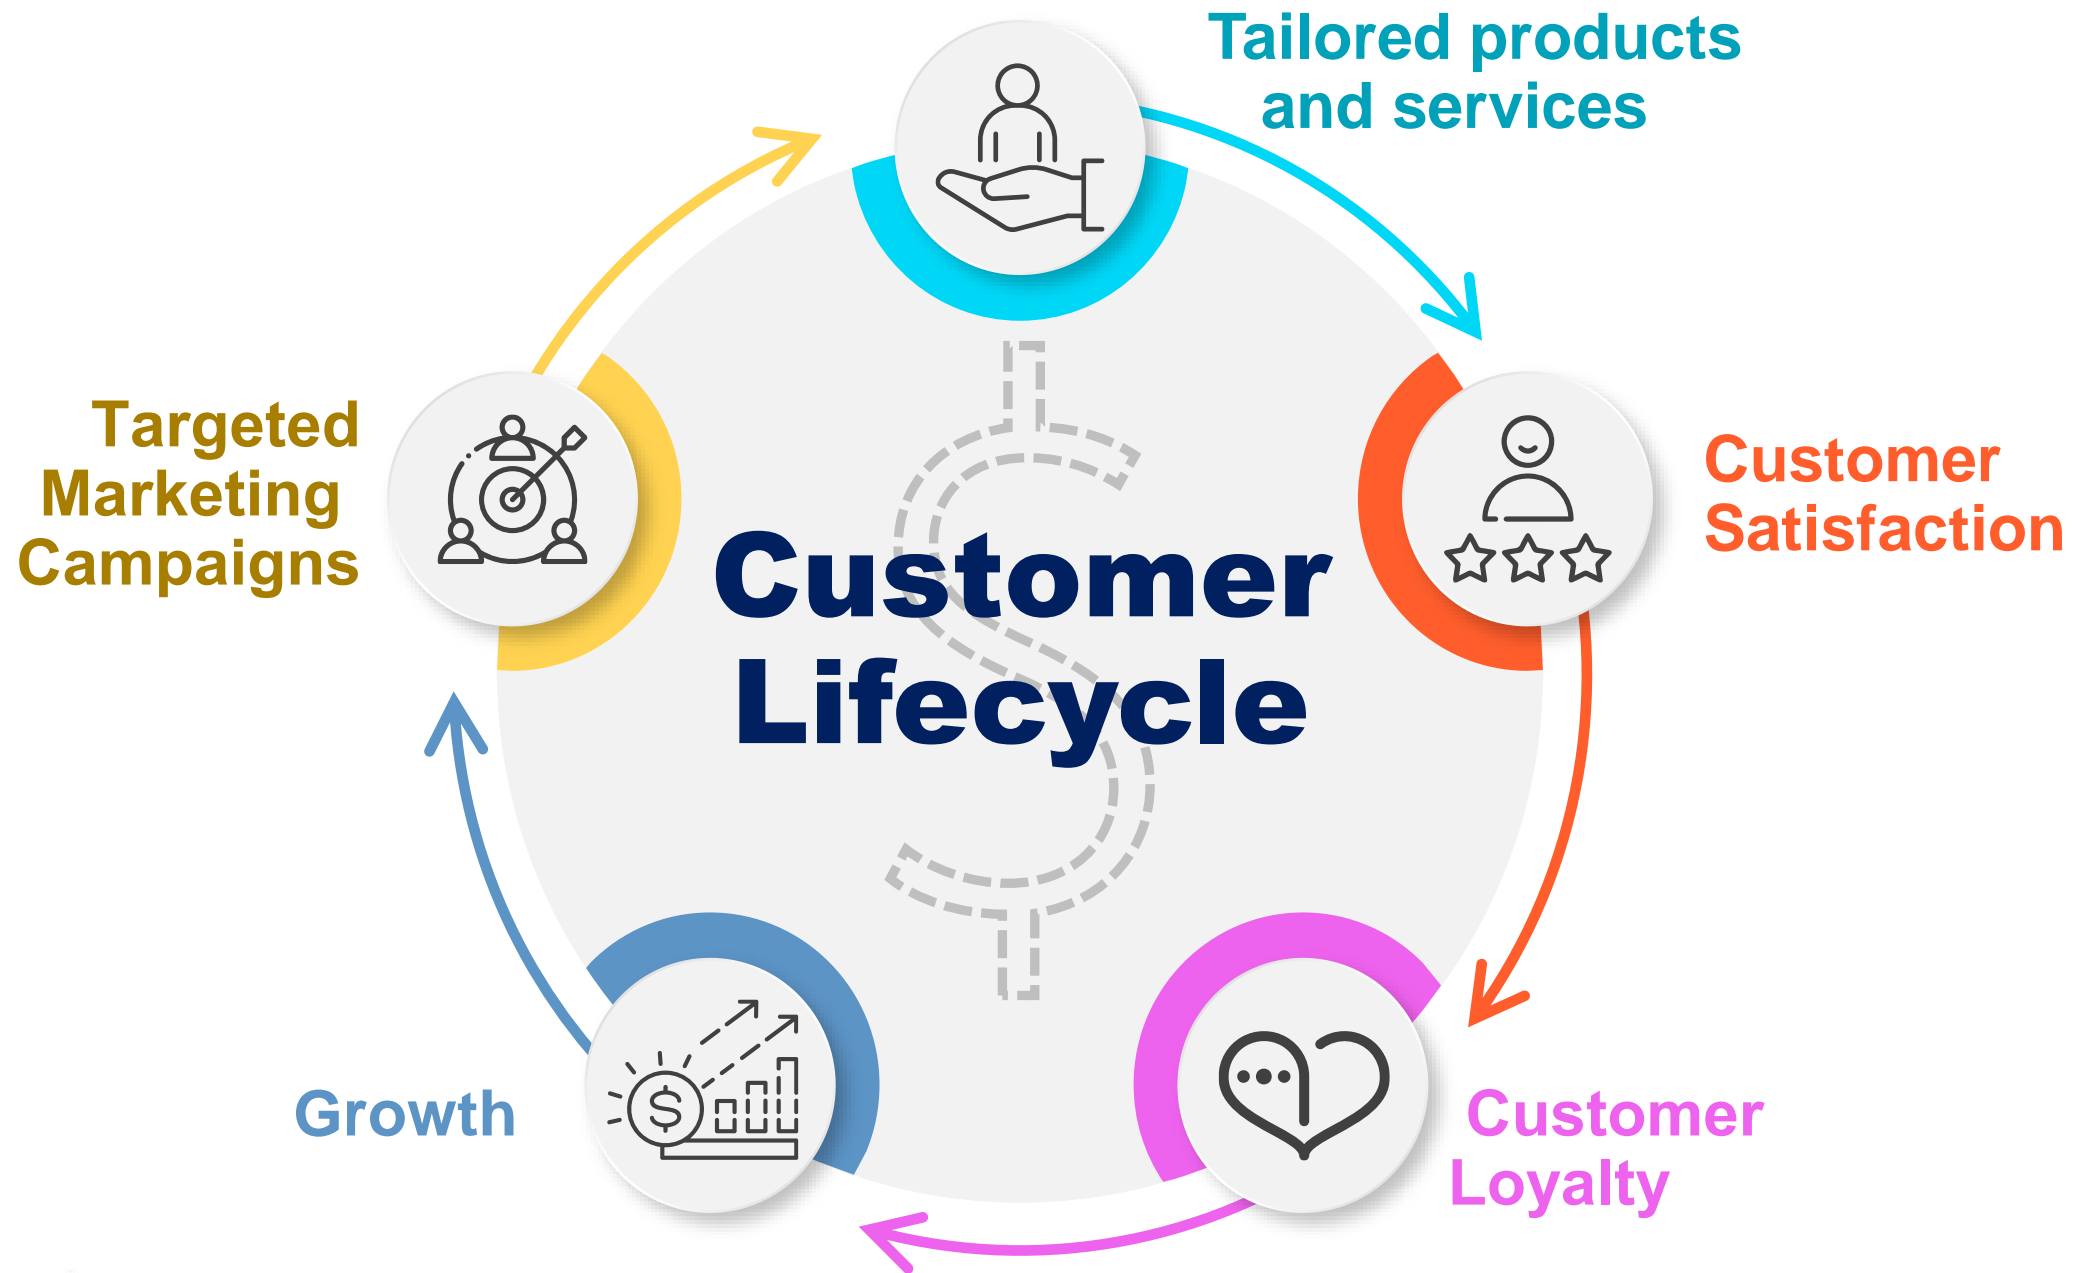 Tailored products
and services
Customer
Satisfaction
Customer
Loyalty
Growth
Targeted
Marketing
Campaigns
Customer
Lifecycle
$